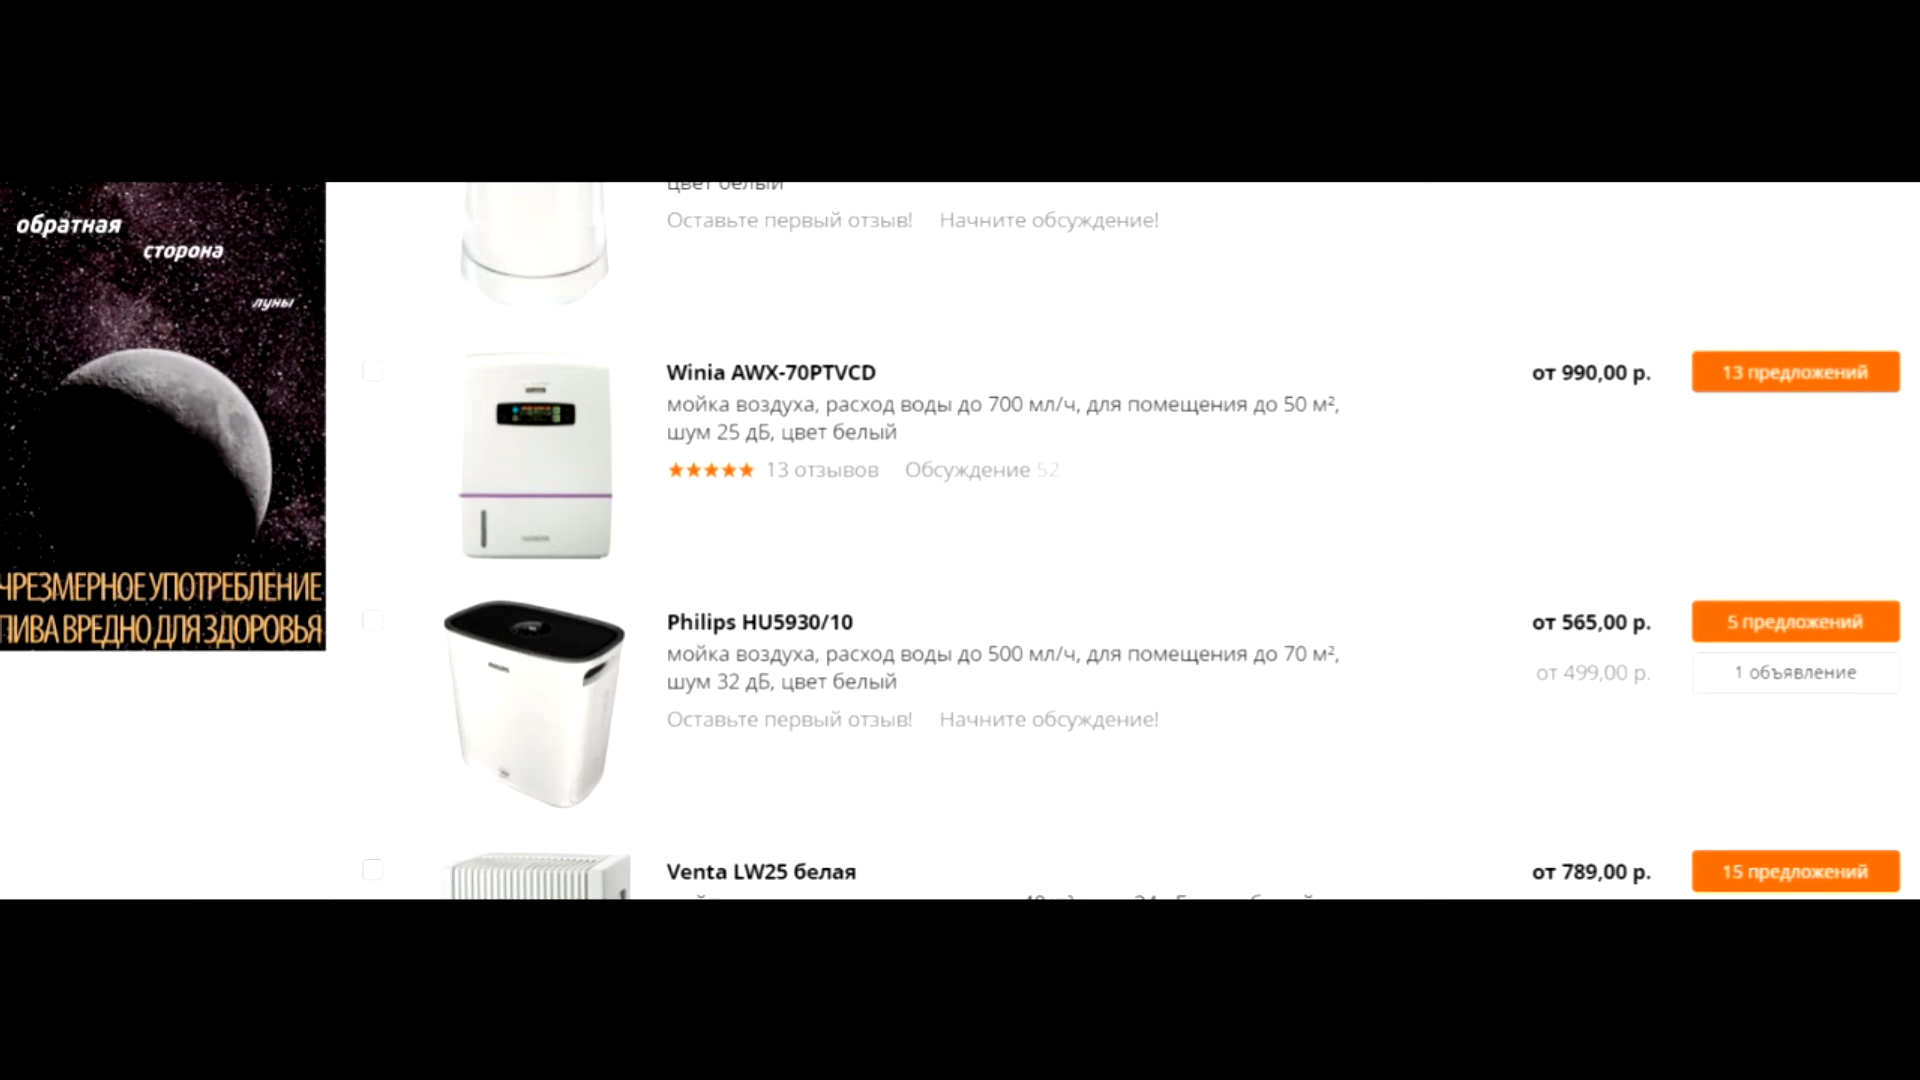 обратная
сторона
луны
ЧРЕЗМЕРНОЕ УПОТРЕБЛЕНИЕ
ПИВА ВРЕДНО ДЛЯ ЗДОРОВЬЯ
цвет белый
Оставьте первый отзыв! Начните обсуждение!
Winia AWX-70PTVCD от 990,00 р. 13 предложений
мойка воздуха, расход воды до 700 мл/ч, для помещения до 50 м²,
шум 25 дБ, цвет белый
13 отзывов Обсуждение 52
Philips HU5930/10 от 565,00 р. 5 предложений
мойка воздуха, расход воды до 500 мл/ч, для помещения до 70 м²,
шум 32 дБ, цвет белый от 499,00 р. 1 объявление
Оставьте первый отзыв! Начните обсуждение!
Venta LW25 белая от 789,00 р. 15 предложений